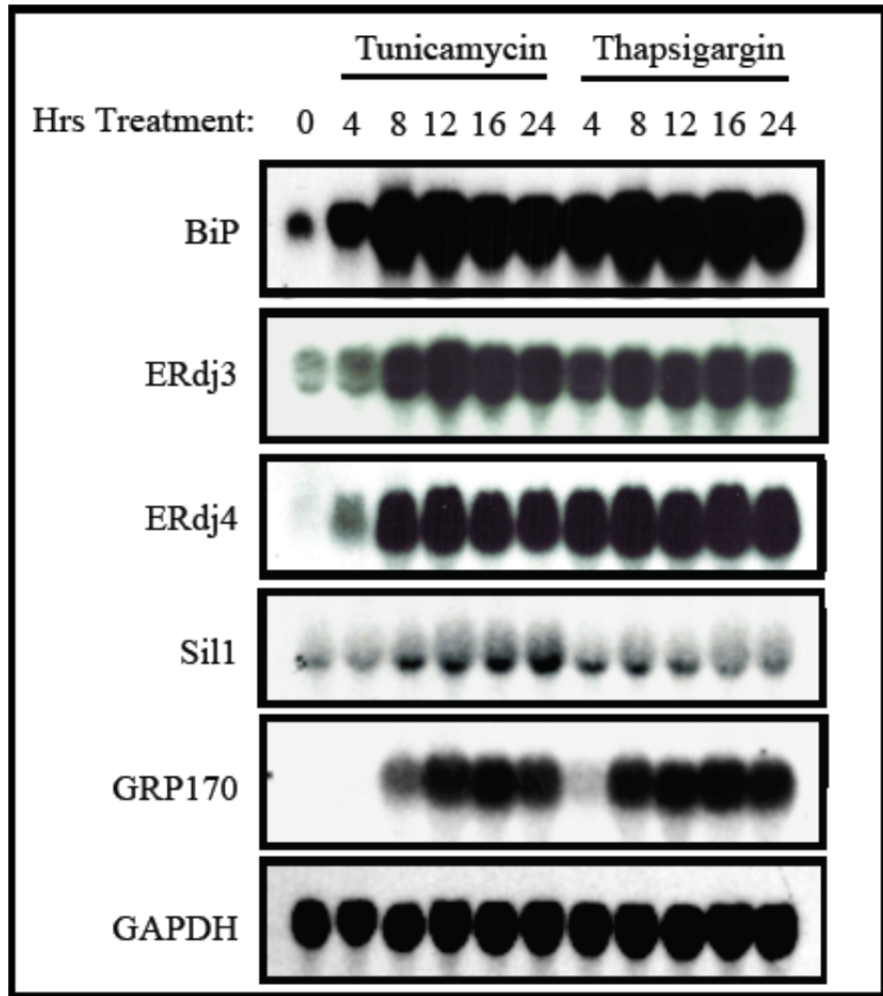 Tunicamycin Thapsigargin
Hrs Treatment: 0 4 8 12 16 24 4 8 12 16 24
BiP
ERdj3
ERdj4
Sil1
GRP170
GAPDH